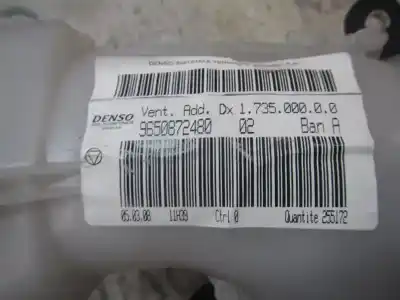 DENSO
Vent. Add. Dx 1.735.000.0.0
9650872480 02 Ban A
05.03.08 11H39 Ctrl 0 Quantite 255172